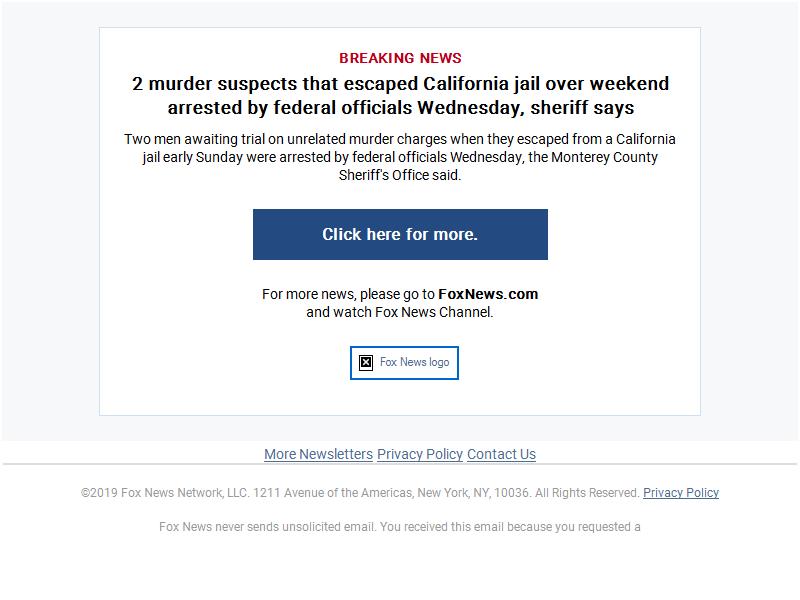 BREAKING NEWS
2 murder suspects that escaped California jail over weekend
arrested by federal officials Wednesday, sheriff says
Two men awaiting trial on unrelated murder charges when they escaped from a California
jail early Sunday were arrested by federal officials Wednesday, the Monterey County
Sheriff's Office said.
Click here for more.
For more news, please go to FoxNews.com
and watch Fox News Channel.
Fox News logo
More Newsletters Privacy Policy Contact Us
©2019 Fox News Network, LLC. 1211 Avenue of the Americas, New York, NY, 10036. All Rights Reserved. Privacy Policy
Fox News never sends unsolicited email. You received this email because you requested a